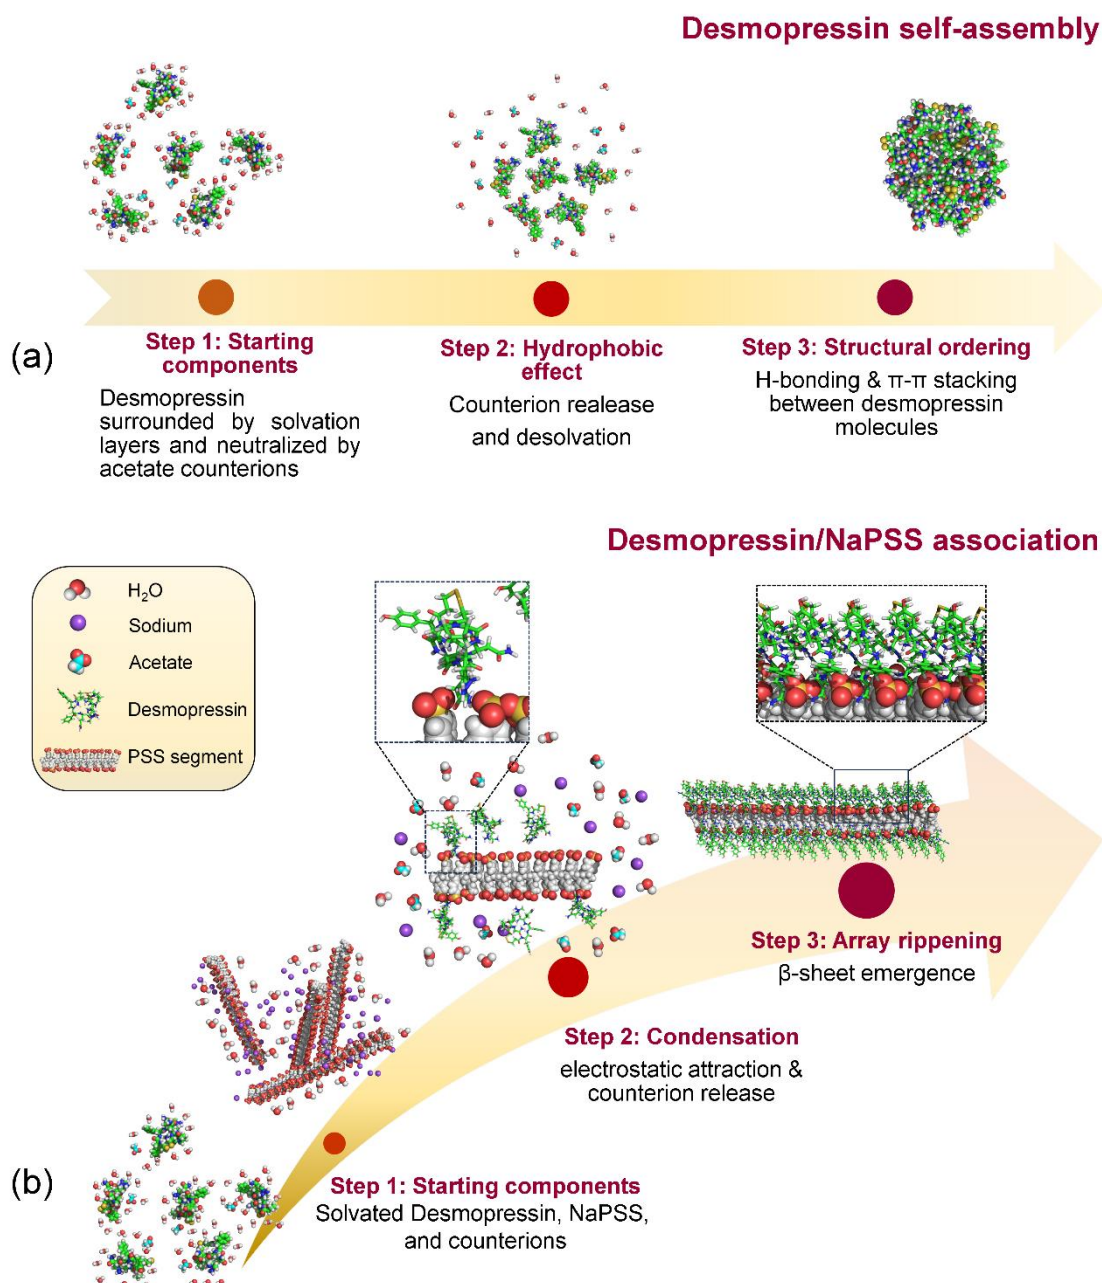 Desmopressin self-assembly
(a)
Step 1: Starting
components
Desmopressin
surrounded by solvation
layers and neutralized by
acetate counterions
Step 2: Hydrophobic
effect
Counterion realease
and desolvation
Step 3: Structural ordering
H-bonding & π-π stacking
between desmopressin
molecules
Desmopressin/NaPSS association
H₂O
Sodium
Acetate
Desmopressin
PSS segment
(b)
Step 1: Starting components
Solvated Desmopressin, NaPSS,
and counterions
Step 2: Condensation
electrostatic attraction &
counterion release
Step 3: Array rippening
β-sheet emergence